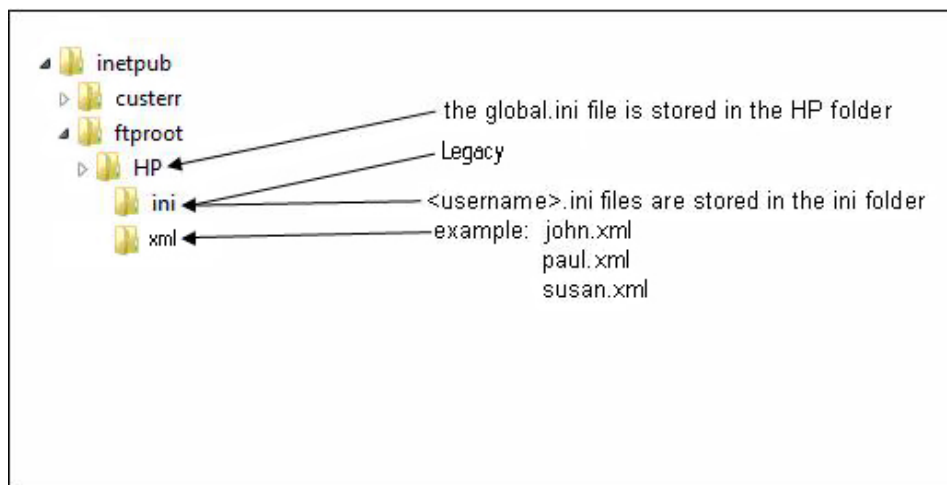 inetpub
custerr
ftproot
the global.ini file is stored in the HP folder
HP
Legacy
ini
<username>.ini files are stored in the ini folder
xml
example: john.xml
paul.xml
susan.xml